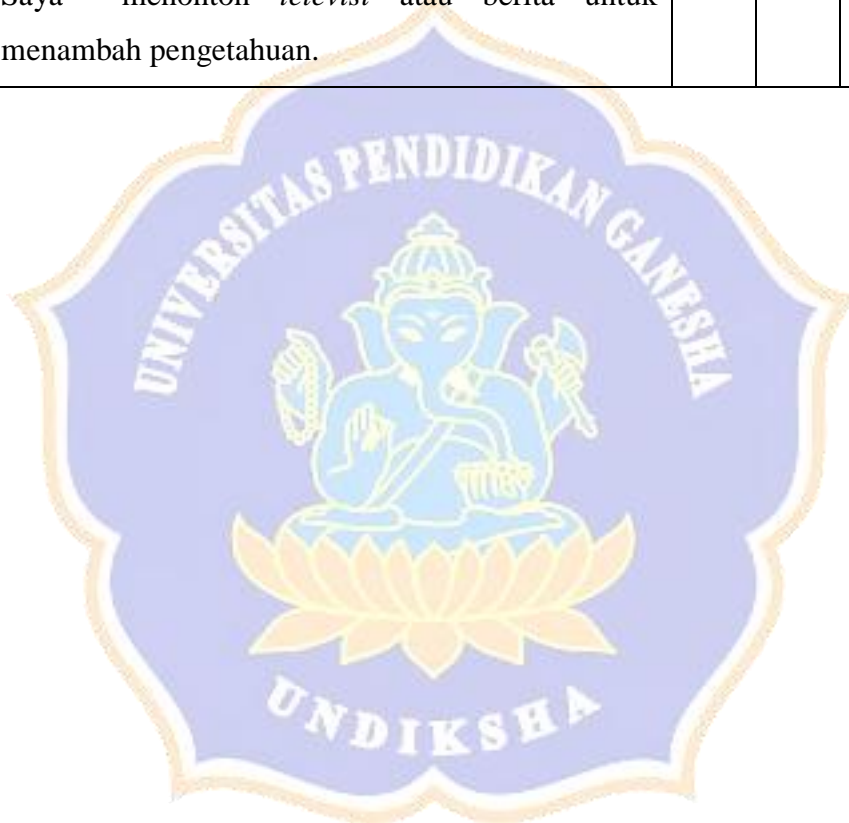 Saya menonton televisi atau berita untuk
menambah pengetahuan.
UNIVERSITAS PENDIDIKAN GANESHA
UNDIKSHA